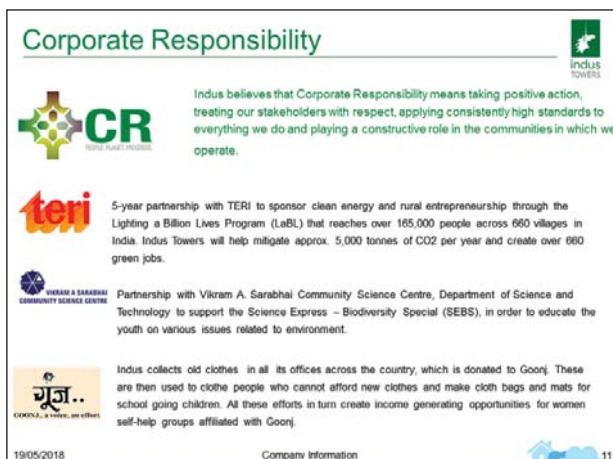 Corporate Responsibility
indus
TOWERS
Indus believes that Corporate Responsibility means taking positive action,
treating our stakeholders with respect, applying consistently high standards to
everything we do and playing a constructive role in the communities in which we
operate.
CR
PEOPLE. PLANET. PROGRESS.
teri
5-year partnership with TERI to sponsor clean energy and rural entrepreneurship through the
Lighting a Billion Lives Program (LaBL) that reaches over 165,000 people across 660 villages in
India. Indus Towers will help mitigate approx. 5,000 tonnes of CO2 per year and create over 660
green jobs.
VIKRAM A SARABHAI
COMMUNITY SCIENCE CENTRE
Partnership with Vikram A. Sarabhai Community Science Centre, Department of Science and
Technology to support the Science Express – Biodiversity Special (SEBS), in order to educate the
youth on various issues related to environment.
Indus collects old clothes in all its offices across the country, which is donated to Goonj. These
are then used to clothe people who cannot afford new clothes and make cloth bags and mats for
school going children. All these efforts in turn create income generating opportunities for women
self-help groups affiliated with Goonj.
गूंज..
GOONJ.. a voice, an effort
19/05/2018
Company Information
11